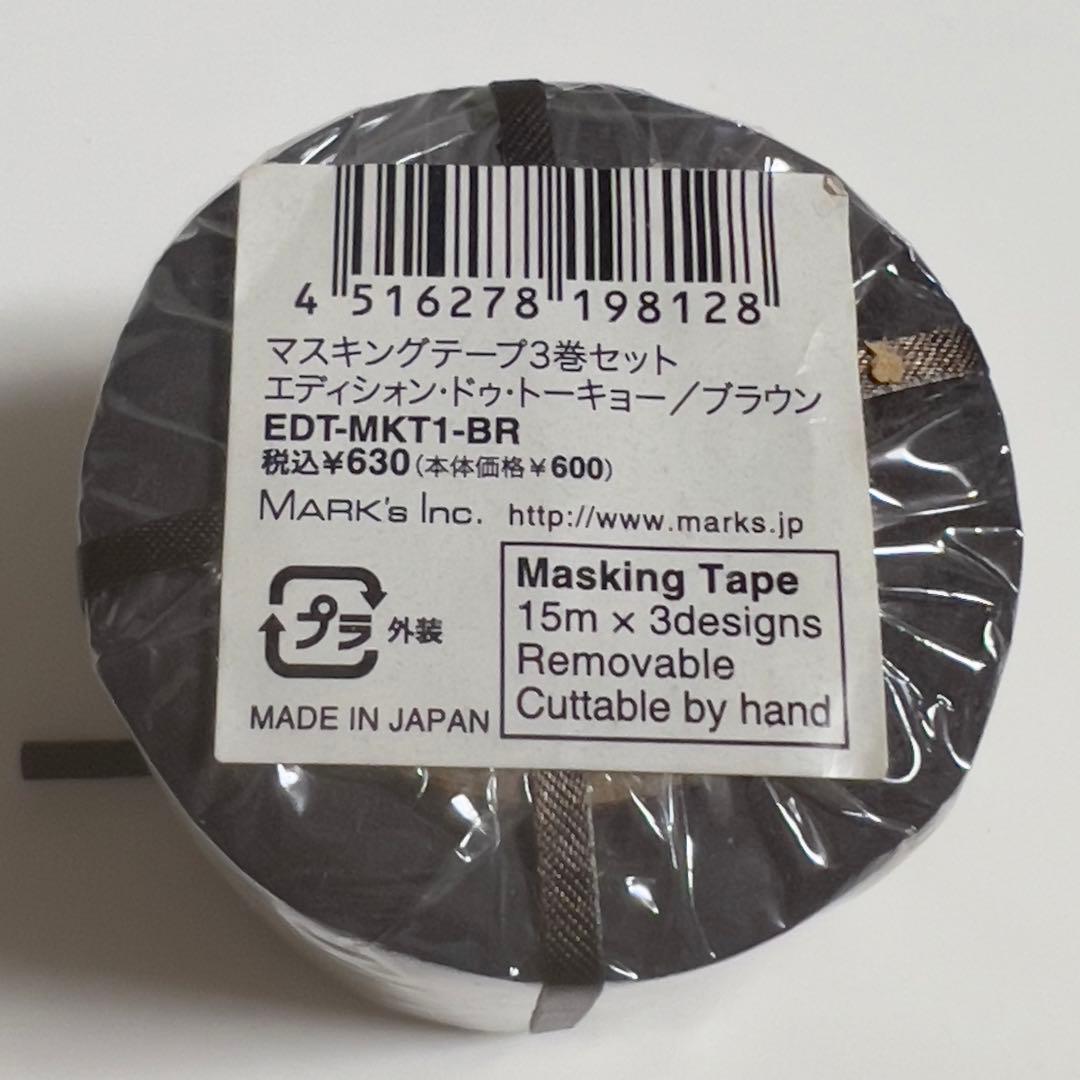 4 516278 198128
マスキングテープ3巻セット
エディシォン・ドゥ・トーキョー/ブラウン
EDT-MKT1-BR
税込¥630(本体価格¥600)
MARK's Inc. http://www.marks.jp
プラ 外装
MADE IN JAPAN
Masking Tape
15m × 3designs
Removable
Cuttable by hand